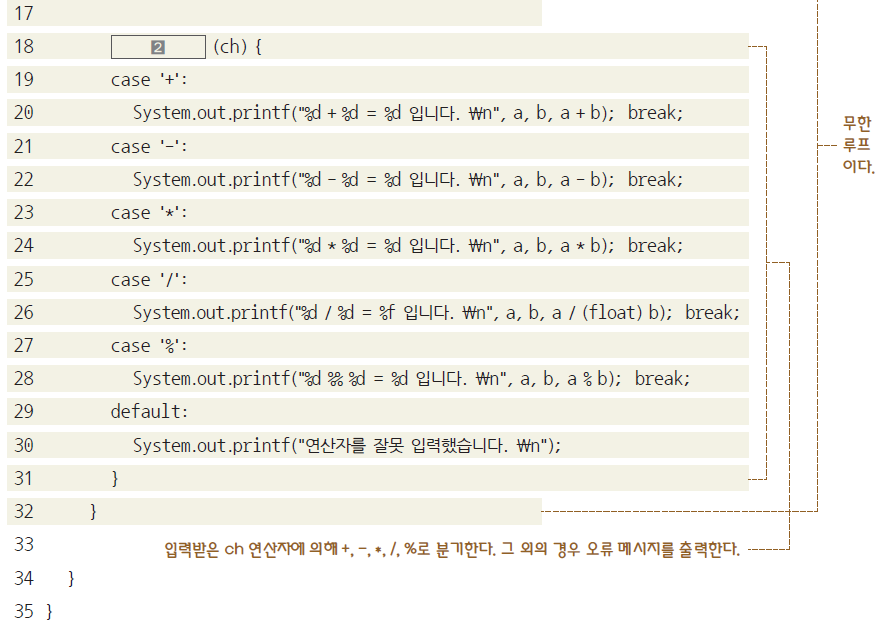 17
18 2 (ch) {
19 case '+':
20 System.out.printf("%d + %d = %d 입니다. ₩n", a, b, a + b); break;
21 case '-':
22 System.out.printf("%d - %d = %d 입니다. ₩n", a, b, a - b); break;
23 case '*':
24 System.out.printf("%d * %d = %d 입니다. ₩n", a, b, a * b); break;
25 case '/':
26 System.out.printf("%d / %d = %f 입니다. ₩n", a, b, a / (float) b); break;
27 case '%':
28 System.out.printf("%d %% %d = %d 입니다. ₩n", a, b, a % b); break;
29 default:
30 System.out.printf("연산자를 잘못 입력했습니다. ₩n");
31 }
32 }
33
34 }
35 }
무한
루프
이다.
입력받은 ch 연산자에 의해 +, -, *, /, %로 분기한다. 그 외의 경우 오류 메시지를 출력한다.